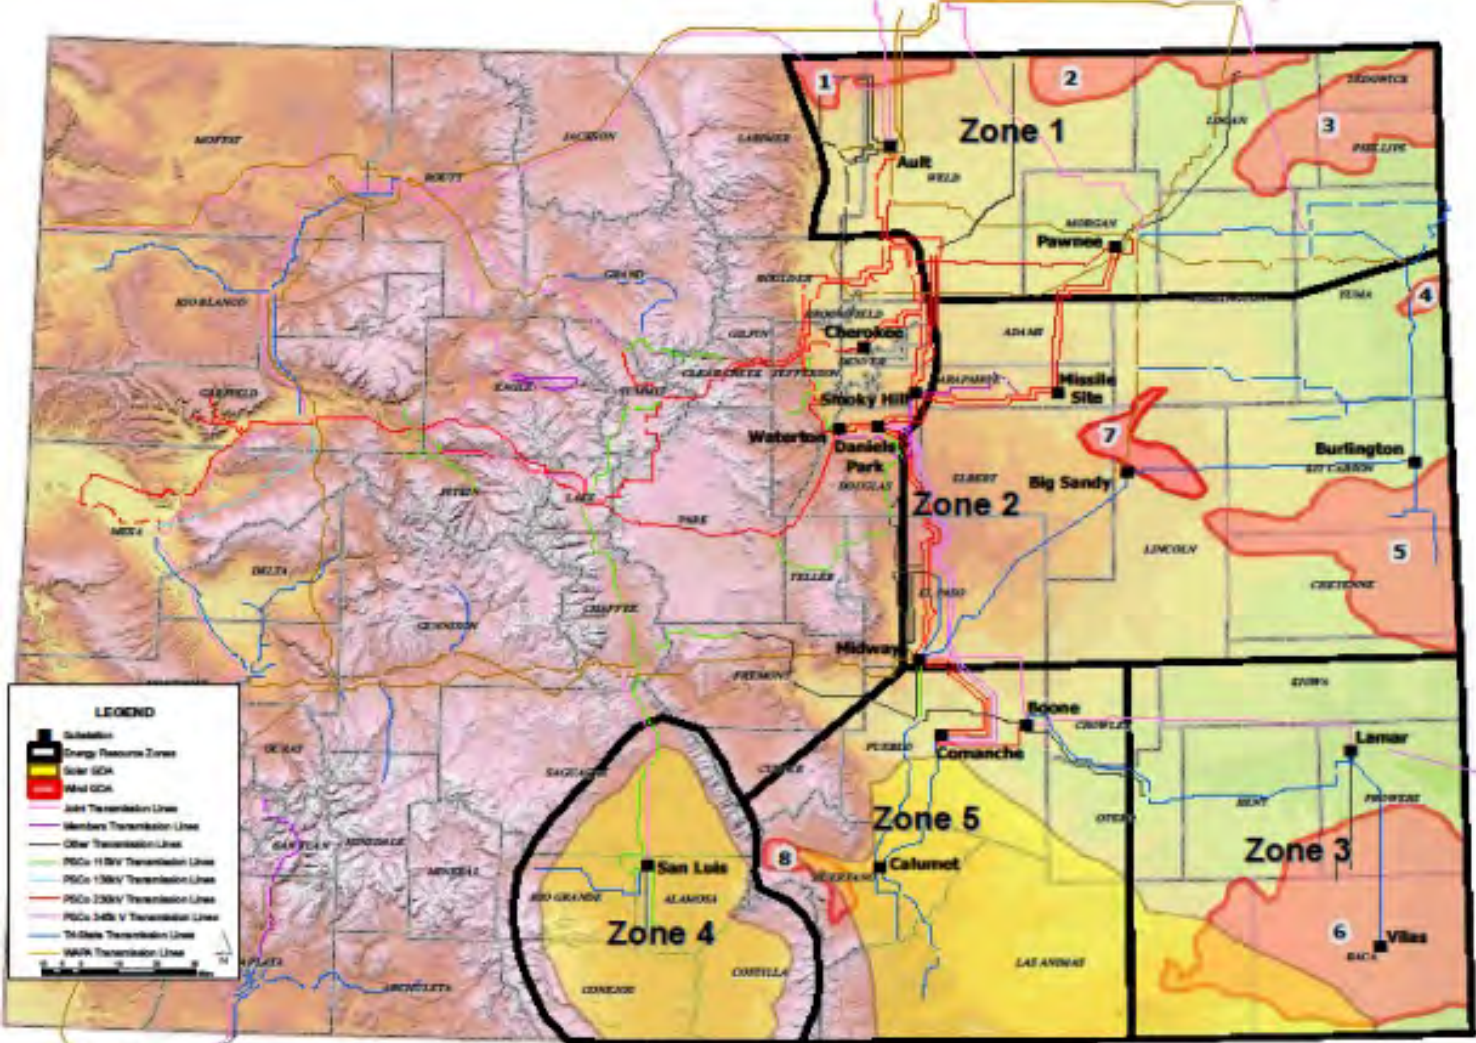 1
2
SEDGWICK
MOFFAT
JACKSON
LARIMER
Zone 1
LOGAN
3
PHILLIPS
Ault
ROUTT
WELD
MORGAN
Pawnee
GRAND
BOULDER
RIO BLANCO
YUMA
4
BROOMFIELD
GILPIN
Cherokee
ADAMS
DENVER
CLEAR CREEK
JEFFERSON
ARAPAHOE
Missile
Site
EAGLE
SUMMIT
GARFIELD
Smoky Hill
7
Waterton
Daniels
Park
Burlington
KIT CARSON
Big Sandy
ELBERT
DOUGLAS
Zone 2
PITKIN
LAKE
PARK
MESA
LINCOLN
5
CHEYENNE
DELTA
TELLER
EL PASO
CHAFFEE
GUNNISON
Midway
FREMONT
KIOWA
LEGEND
Substation
Energy Resource Zones
Solar GDA
Wind GDA
Joint Transmission Lines
Members Transmission Lines
Other Transmission Lines
PSCo 115kV Transmission Lines
PSCo 138kV Transmission Lines
PSCo 230kV Transmission Lines
PSCo 345kV Transmission Lines
Tri-State Transmission Lines
WAPA Transmission Lines
N
Boone
CROWLEY
OURAY
PUEBLO
Comanche
Lamar
SAGUACHE
CUSTER
BENT
PROWERS
OTERO
Zone 5
SAN JUAN
HINSDALE
MINERAL
8
Zone 3
San Luis
Calumet
HUERFANO
RIO GRANDE
ALAMOSA
Zone 4
6
Vilas
BACA
LA PLATA
ARCHULETA
CONEJOS
COSTILLA
LAS ANIMAS